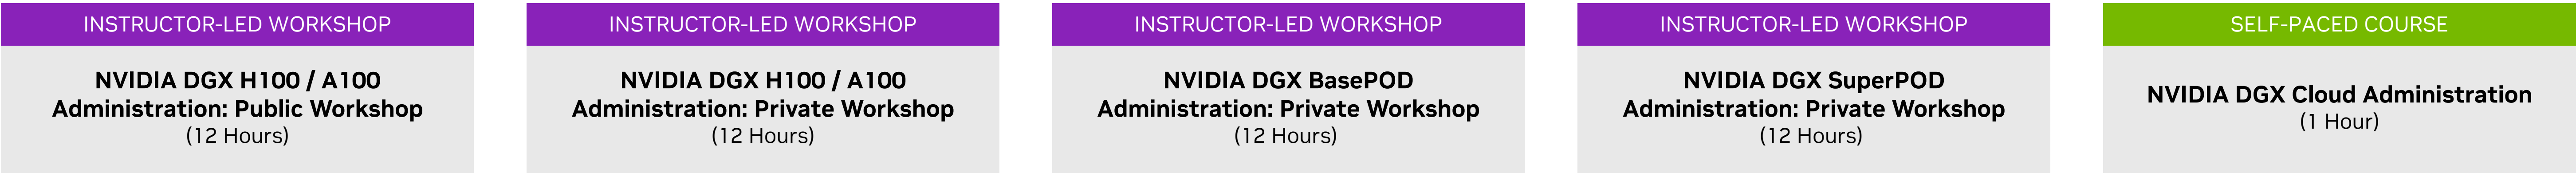 INSTRUCTOR-LED WORKSHOP
NVIDIA DGX H100 / A100
Administration: Public Workshop
(12 Hours)
INSTRUCTOR-LED WORKSHOP
NVIDIA DGX H100 / A100
Administration: Private Workshop
(12 Hours)
INSTRUCTOR-LED WORKSHOP
NVIDIA DGX BasePOD
Administration: Private Workshop
(12 Hours)
INSTRUCTOR-LED WORKSHOP
NVIDIA DGX SuperPOD
Administration: Private Workshop
(12 Hours)
SELF-PACED COURSE
NVIDIA DGX Cloud Administration
(1 Hour)